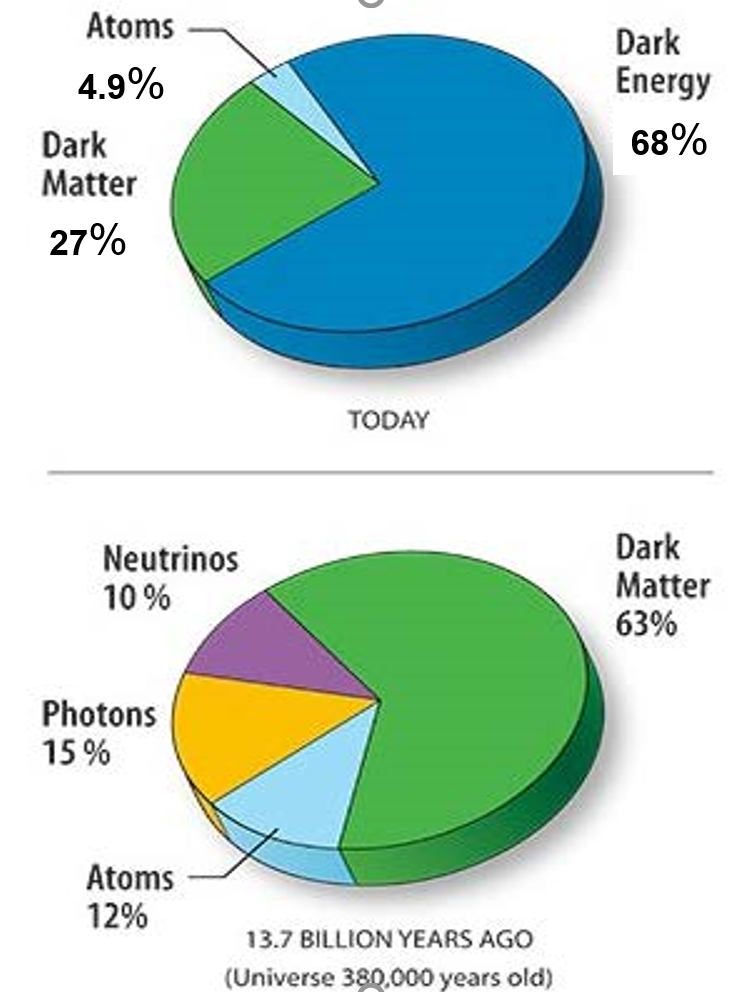 Atoms
4.9%
Dark
Energy
68%
Dark
Matter
27%
TODAY
Neutrinos
10 %
Dark
Matter
63%
Photons
15 %
Atoms
12%
13.7 BILLION YEARS AGO
(Universe 380,000 years old)